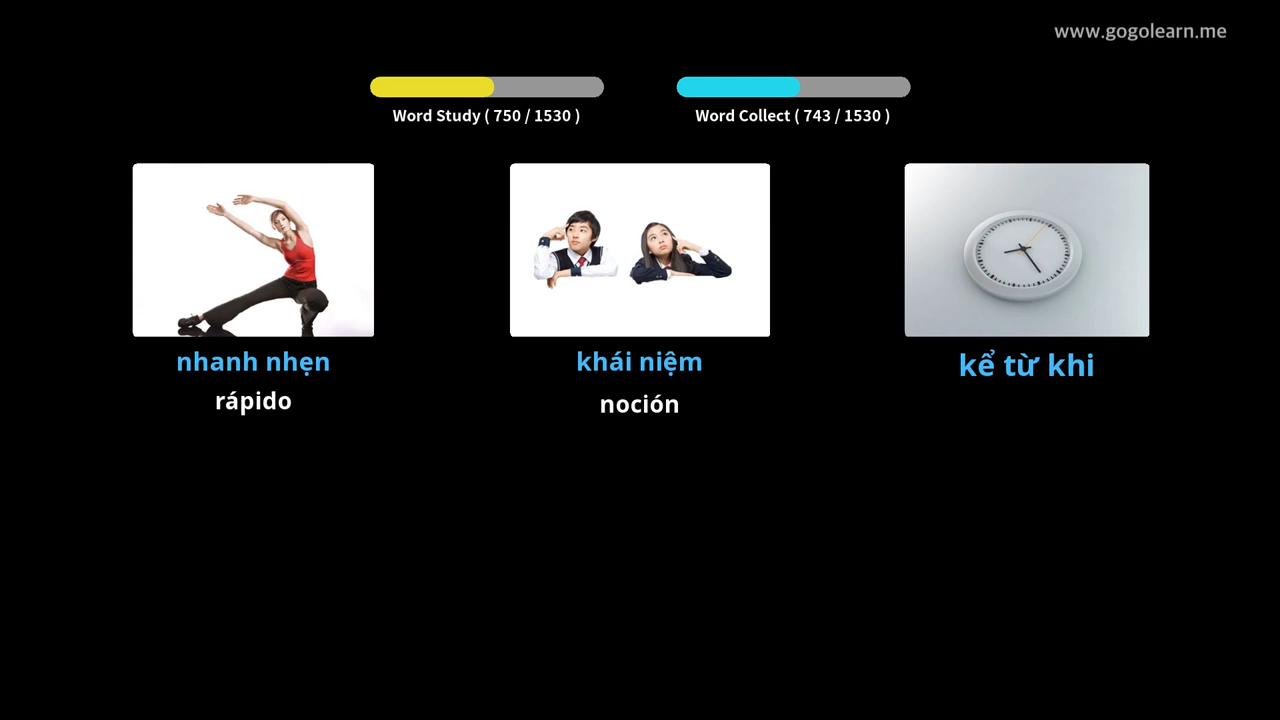 www.gogolearn.me
Word Study ( 750 / 1530 )
Word Collect ( 743 / 1530 )
nhanh nhẹn
rápido
khái niệm
noción
kể từ khi